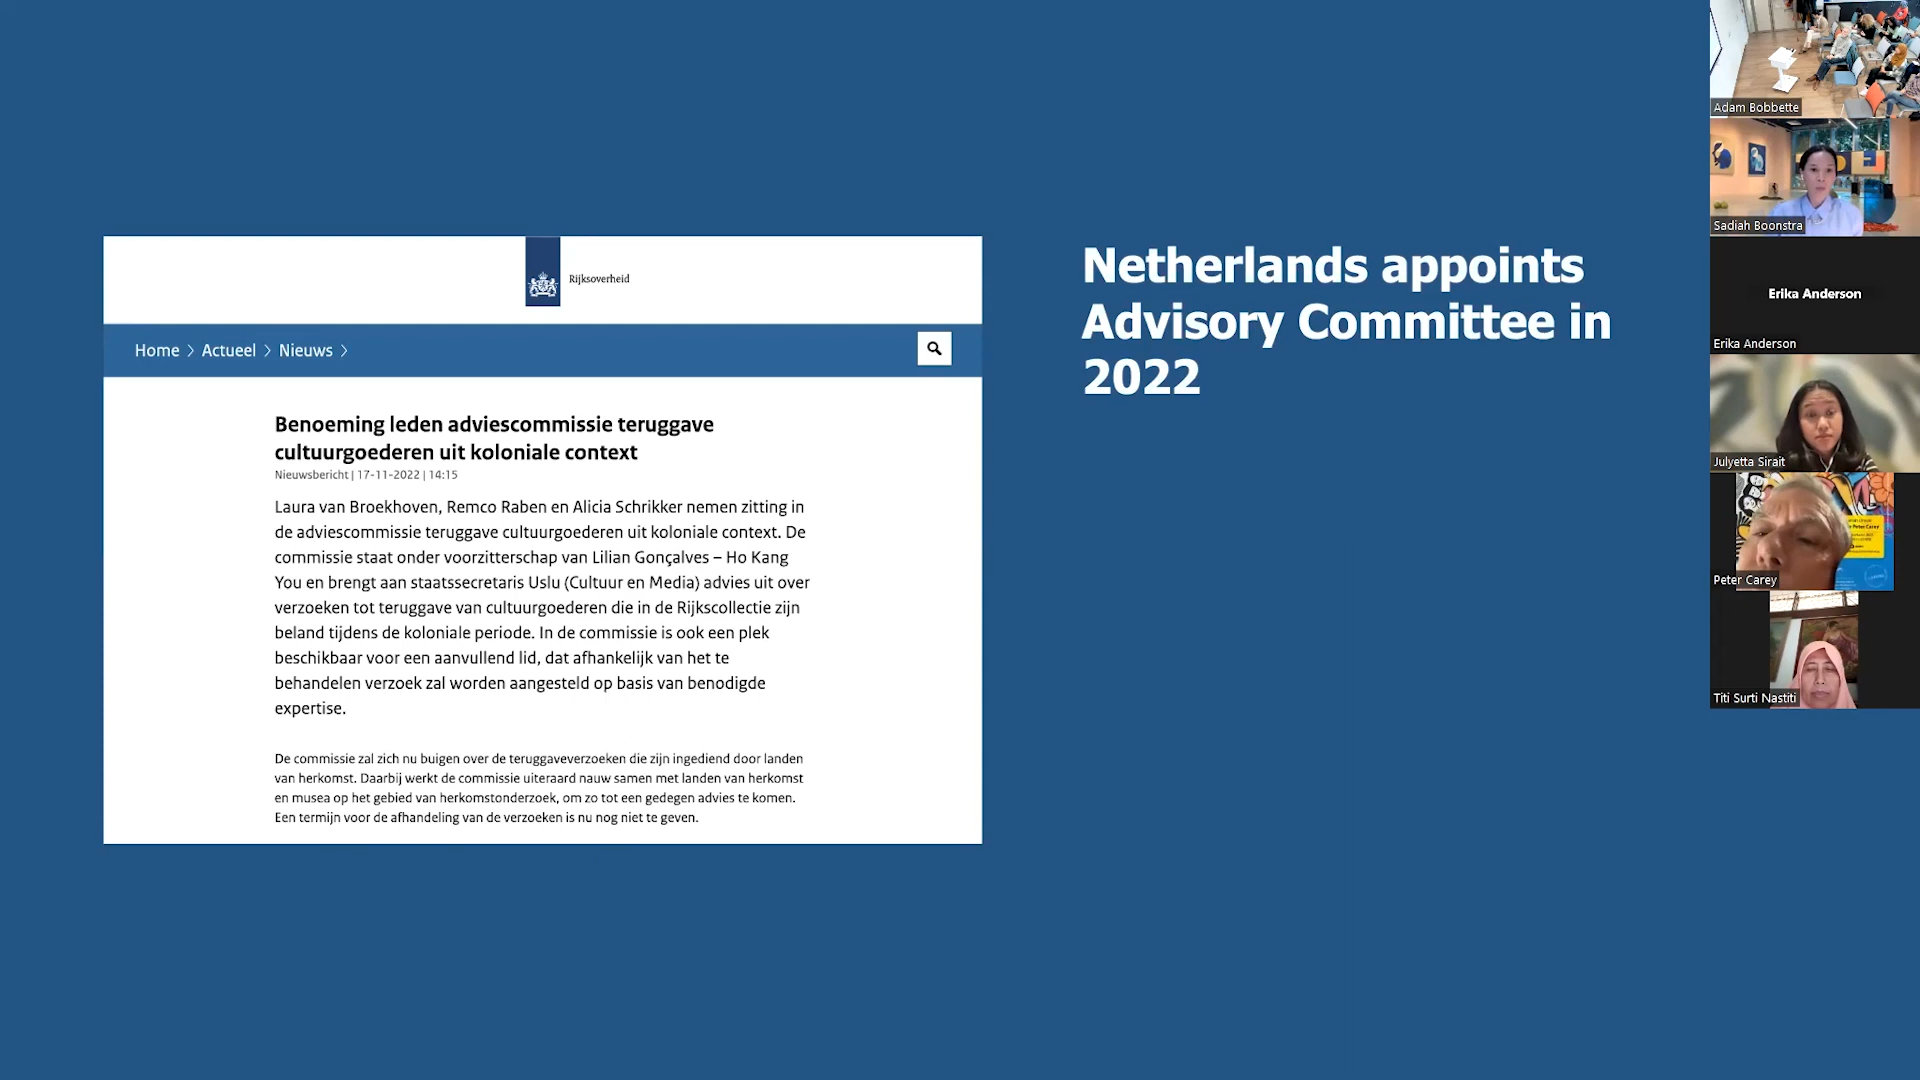 Rijksoverheid
Home > Actueel > Nieuws >
Benoeming leden adviescommissie teruggave
cultuurgoederen uit koloniale context
Nieuwsbericht | 17-11-2022 | 14:15
Laura van Broekhoven, Remco Raben en Alicia Schrikker nemen zitting in
de adviescommissie teruggave cultuurgoederen uit koloniale context. De
commissie staat onder voorzitterschap van Lilian Gonçalves – Ho Kang
You en brengt aan staatssecretaris Uslu (Cultuur en Media) advies uit over
verzoeken tot teruggave van cultuurgoederen die in de Rijkscollectie zijn
beland tijdens de koloniale periode. In de commissie is ook een plek
beschikbaar voor een aanvullend lid, dat afhankelijk van het te
behandelen verzoek zal worden aangesteld op basis van benodigde
expertise.
De commissie zal zich nu buigen over de teruggaveverzoeken die zijn ingediend door landen
van herkomst. Daarbij werkt de commissie uiteraard nauw samen met landen van herkomst
en musea op het gebied van herkomstonderzoek, om zo tot een gedegen advies te komen.
Een termijn voor de afhandeling van de verzoeken is nu nog niet te geven.
Netherlands appoints
Advisory Committee in
2022
Adam Bobbette
Sadiah Boonstra
Erika Anderson
Erika Anderson
Julyetta Sirait
Peter Carey
Titi Surti Nastiti